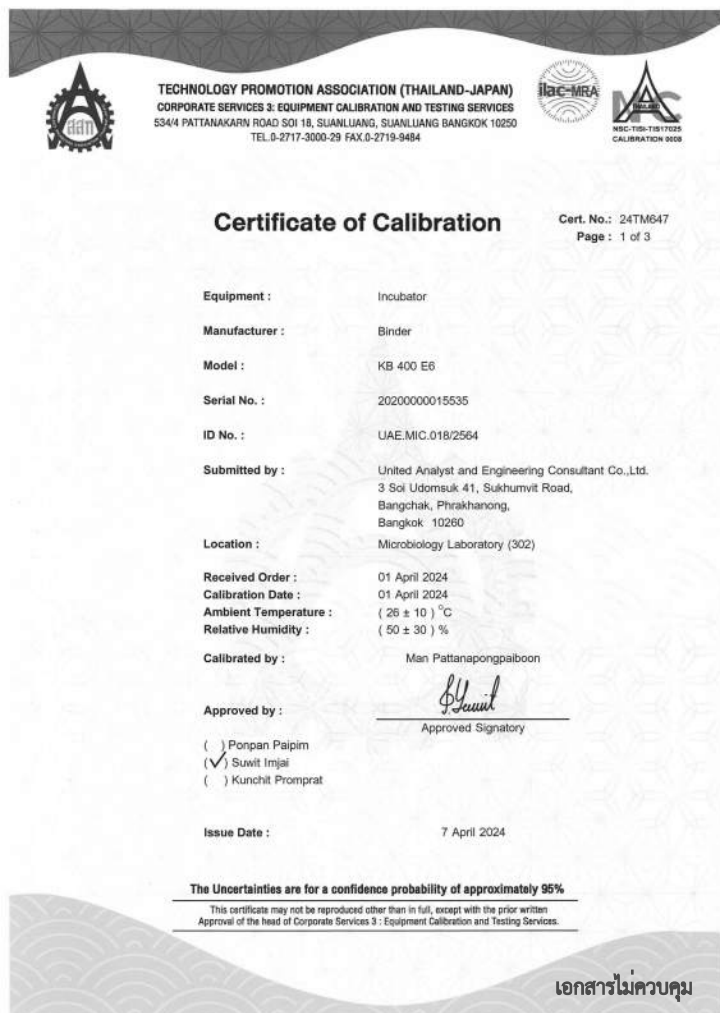 TECHNOLOGY PROMOTION ASSOCIATION (THAILAND-JAPAN)
CORPORATE SERVICES 3: EQUIPMENT CALIBRATION AND TESTING SERVICES
534/4 PATTANAKARN ROAD SOI 18, SUANLUANG, SUANLUANG BANGKOK 10250
TEL.0-2717-3000-29 FAX.0-2719-9484
ส.ส.ท
ilac-MRA
THAILAND
NSC-TISI-TIS17025
CALIBRATION 0008
Certificate of Calibration
Cert. No.: 24TM647
Page : 1 of 3
Equipment : Incubator
Manufacturer : Binder
Model : KB 400 E6
Serial No. : 20200000015535
ID No. : UAE.MIC.018/2564
Submitted by : United Analyst and Engineering Consultant Co.,Ltd.
3 Soi Udomsuk 41, Sukhumvit Road,
Bangchak, Phrakhanong,
Bangkok 10260
Location : Microbiology Laboratory (302)
Received Order : 01 April 2024
Calibration Date : 01 April 2024
Ambient Temperature : ( 26 ± 10 ) °C
Relative Humidity : ( 50 ± 30 ) %
Calibrated by : Man Pattanapongpaiboon
Approved by :
Approved Signatory
( ) Ponpan Paipim
(✓) Suwit Imjai
( ) Kunchit Promprat
Issue Date : 7 April 2024
The Uncertainties are for a confidence probability of approximately 95%
This certificate may not be reproduced other than in full, except with the prior written
Approval of the head of Corporate Services 3 : Equipment Calibration and Testing Services.
เอกสารไม่ควบคุม